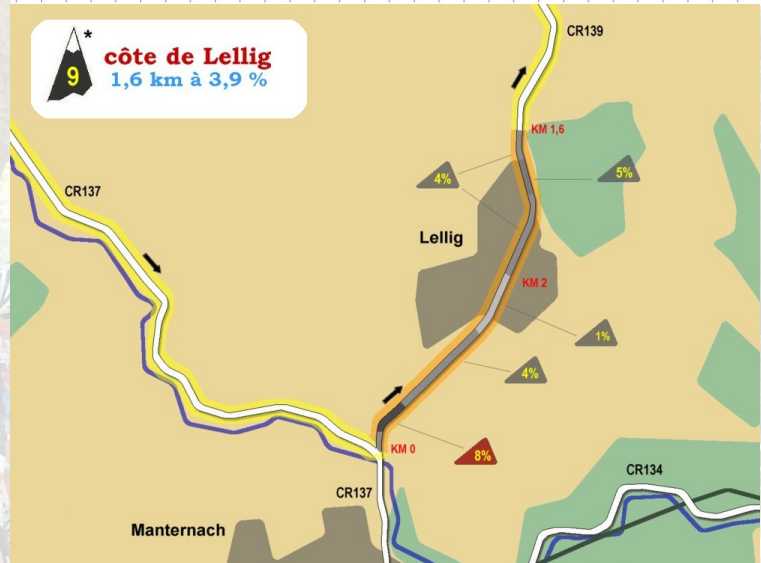 *
9
côte de Lellig
1,6 km à 3,9 %
CR139
KM 1,6
4%
5%
CR137
Lellig
KM 2
1%
4%
KM 0
8%
CR134
CR137
Manternach